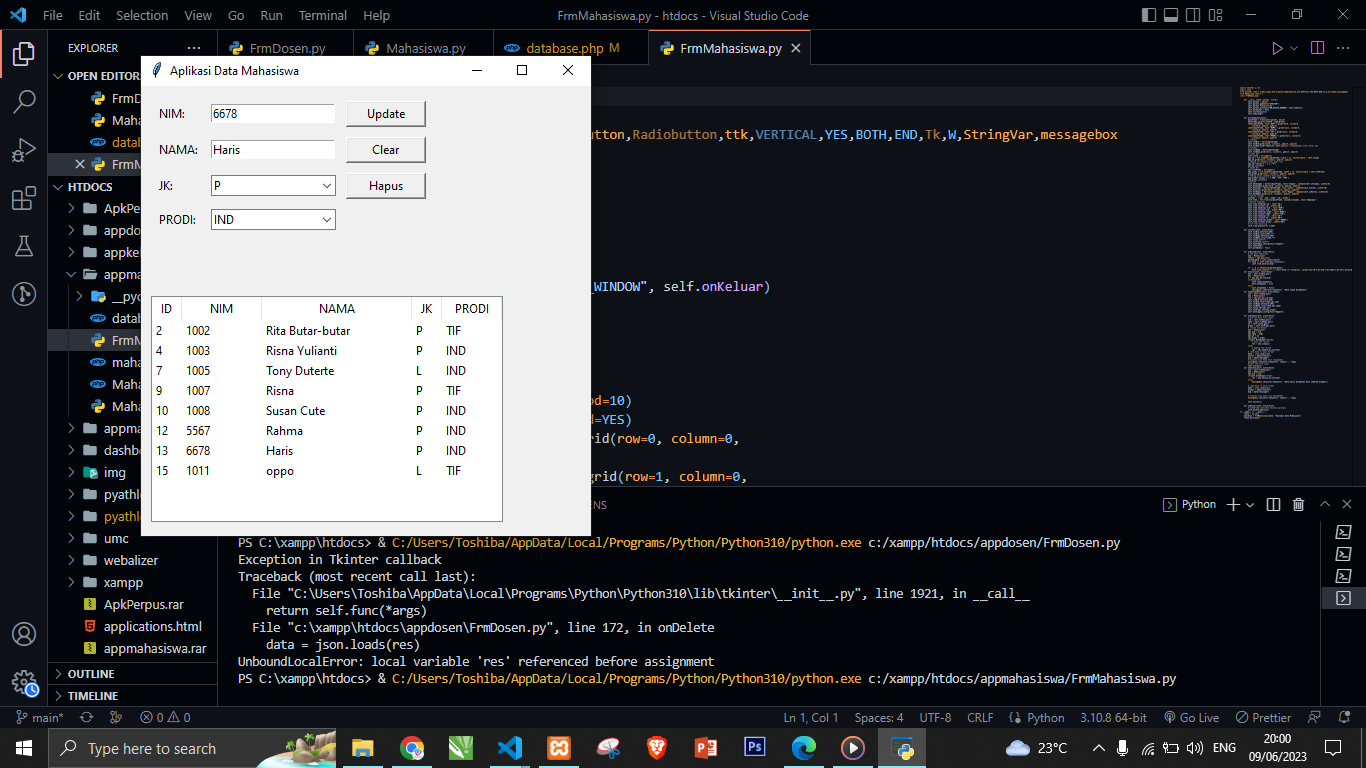 File Edit Selection View Go Run Terminal Help
FrmMahasiswa.py - htdocs - Visual Studio Code
EXPLORER
FrmDosen.py Mahasiswa.py database.php M FrmMahasiswa.py
OPEN EDITOR
FrmD
Maha
datab
FrmM
HTDOCS
ApkPer
appdo
appkel
appma
__pyc
datab
FrmM
maha
Maha
Maha
appma
dashbo
img
pyathl
pyathl
umc
webalizer
xampp
ApkPerpus.rar
applications.html
appmahasiswa.rar
OUTLINE
TIMELINE
Aplikasi Data Mahasiswa
NIM: 6678 Update
NAMA: Haris Clear
JK: P Hapus
PRODI: IND
ID NIM NAMA JK PRODI
2 1002 Rita Butar-butar P TIF
4 1003 Risna Yulianti P IND
7 1005 Tony Duterte L IND
9 1007 Risna P TIF
10 1008 Susan Cute P IND
12 5567 Rahma P IND
13 6678 Haris P IND
15 1011 oppo L TIF
utton,Radiobutton,ttk,VERTICAL,YES,BOTH,END,Tk,W,StringVar,messagebox
_WINDOW", self.onKeluar)
d=10)
d=YES)
rid(row=0, column=0,
grid(row=1, column=0,
ENS
Python
PS C:\xampp\htdocs> & C:/Users/Toshiba/AppData/Local/Programs/Python/Python310/python.exe c:/xampp/htdocs/appdosen/FrmDosen.py
Exception in Tkinter callback
Traceback (most recent call last):
File "C:\Users\Toshiba\AppData\Local\Programs\Python\Python310\lib\tkinter\__init__.py", line 1921, in __call__
return self.func(*args)
File "c:\xampp\htdocs\appdosen\FrmDosen.py", line 172, in onDelete
data = json.loads(res)
UnboundLocalError: local variable 'res' referenced before assignment
PS C:\xampp\htdocs> & C:/Users/Toshiba/AppData/Local/Programs/Python/Python310/python.exe c:/xampp/htdocs/appmahasiswa/FrmMahasiswa.py
main* 0 0 Ln 1, Col 1 Spaces: 4 UTF-8 CRLF Python 3.10.8 64-bit Go Live Prettier
Type here to search
23°C ENG 20:00
09/06/2023